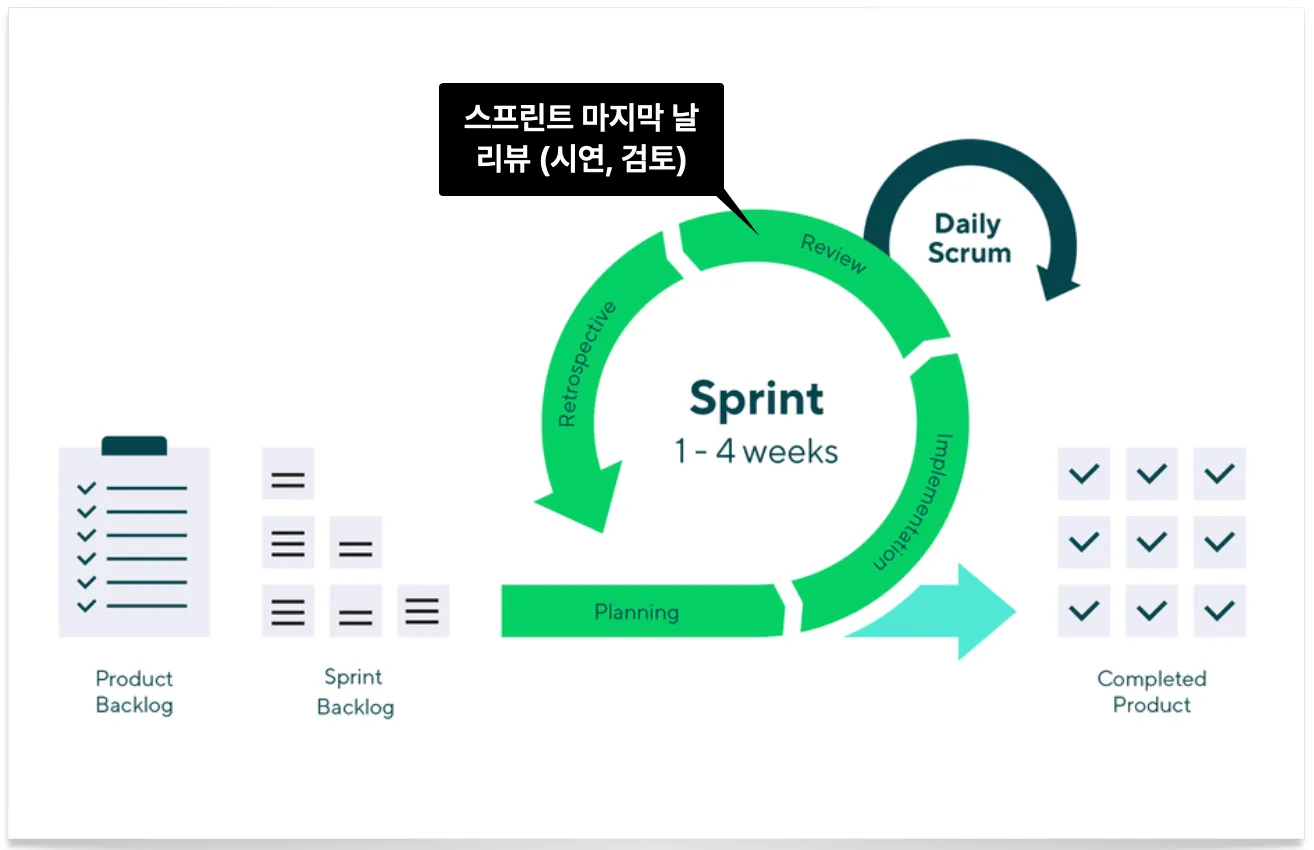 스프린트 마지막 날
리뷰 (시연, 검토)
Daily
Scrum
Review
Retrospective
Sprint
1 - 4 weeks
Implementation
Planning
Product
Backlog
Sprint
Backlog
Completed
Product